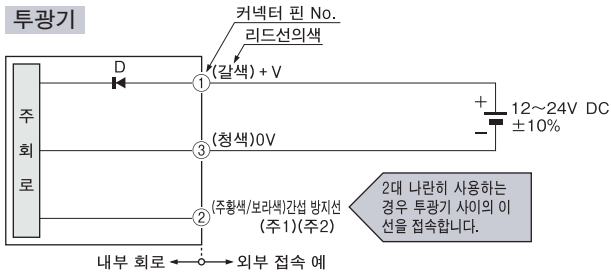 투광기
커넥터 핀 No.
리드선의색
D
① (갈색) + V
주
회
로
+
−
12～24V DC
±10%
③ (청색)0V
② (주황색/보라색)간섭 방지선
(주1)(주2)
2대 나란히 사용하는
경우 투광기 사이의 이
선을 접속합니다.
내부 회로
외부 접속 예